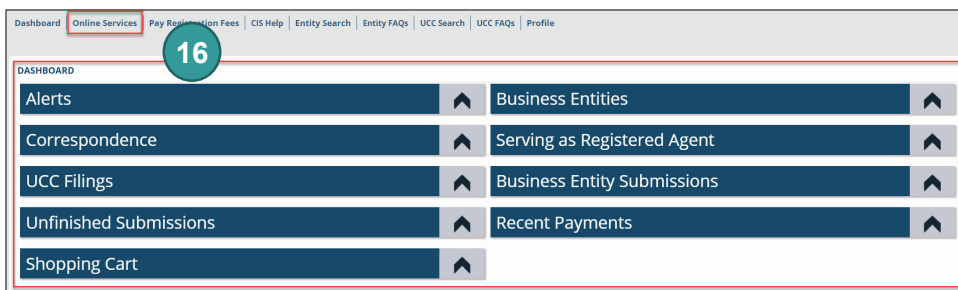 Dashboard | Online Services | Pay Registration Fees | CIS Help | Entity Search | Entity FAQs | UCC Search | UCC FAQs | Profile
16
DASHBOARD
Alerts
Business Entities
Correspondence
Serving as Registered Agent
UCC Filings
Business Entity Submissions
Unfinished Submissions
Recent Payments
Shopping Cart